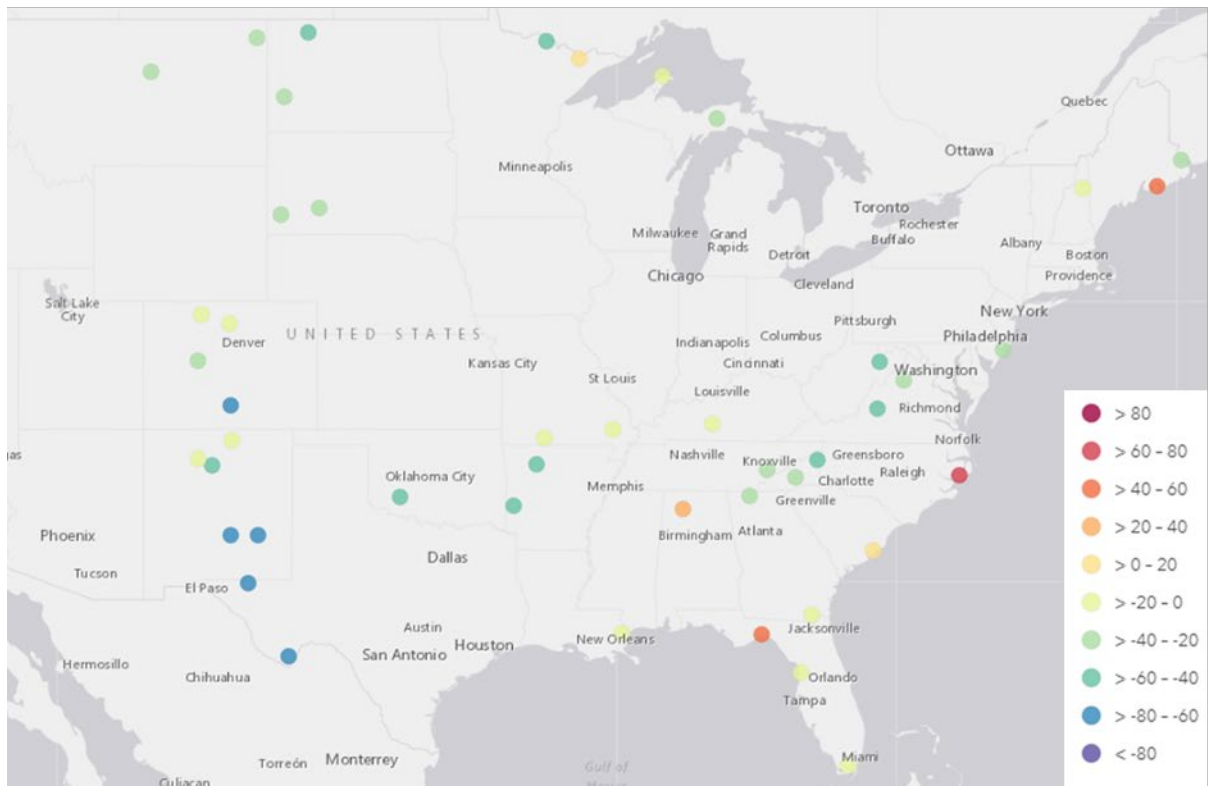 Quebec
Ottawa
Minneapolis
Toronto
Rochester
Milwaukee
Grand
Rapids
Buffalo
Albany
Detroit
Boston
Chicago
Providence
Cleveland
Salt Lake
City
New York
UNITED STATES
Pittsburgh
Denver
Indianapolis
Columbus
Philadelphia
Kansas City
Cincinnati
Washington
St Louis
Louisville
Richmond
Norfolk
as
Nashville
Knoxville
Greensboro
Oklahoma City
Memphis
Charlotte
Raleigh
Greenville
Phoenix
Birmingham
Atlanta
Dallas
Tucson
El Paso
Austin
New Orleans
Jacksonville
Houston
San Antonio
Hermosillo
Chihuahua
Orlando
Tampa
Torreón
Monterrey
Miami
Gulf of
Mexico
Culiacan
> 80
> 60 - 80
> 40 - 60
> 20 - 40
> 0 - 20
> -20 - 0
> -40 - -20
> -60 - -40
> -80 - -60
< -80